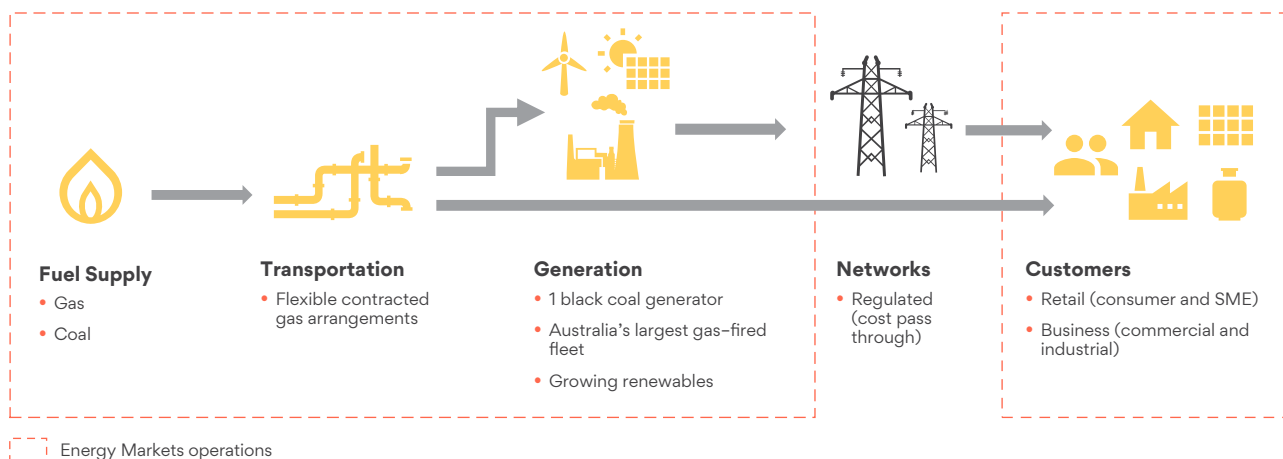 Fuel Supply
• Gas
• Coal
Transportation
• Flexible contracted
gas arrangements
Generation
• 1 black coal generator
• Australia's largest gas–fired
fleet
• Growing renewables
Networks
• Regulated
(cost pass
through)
Customers
• Retail (consumer and SME)
• Business (commercial and
industrial)
Energy Markets operations